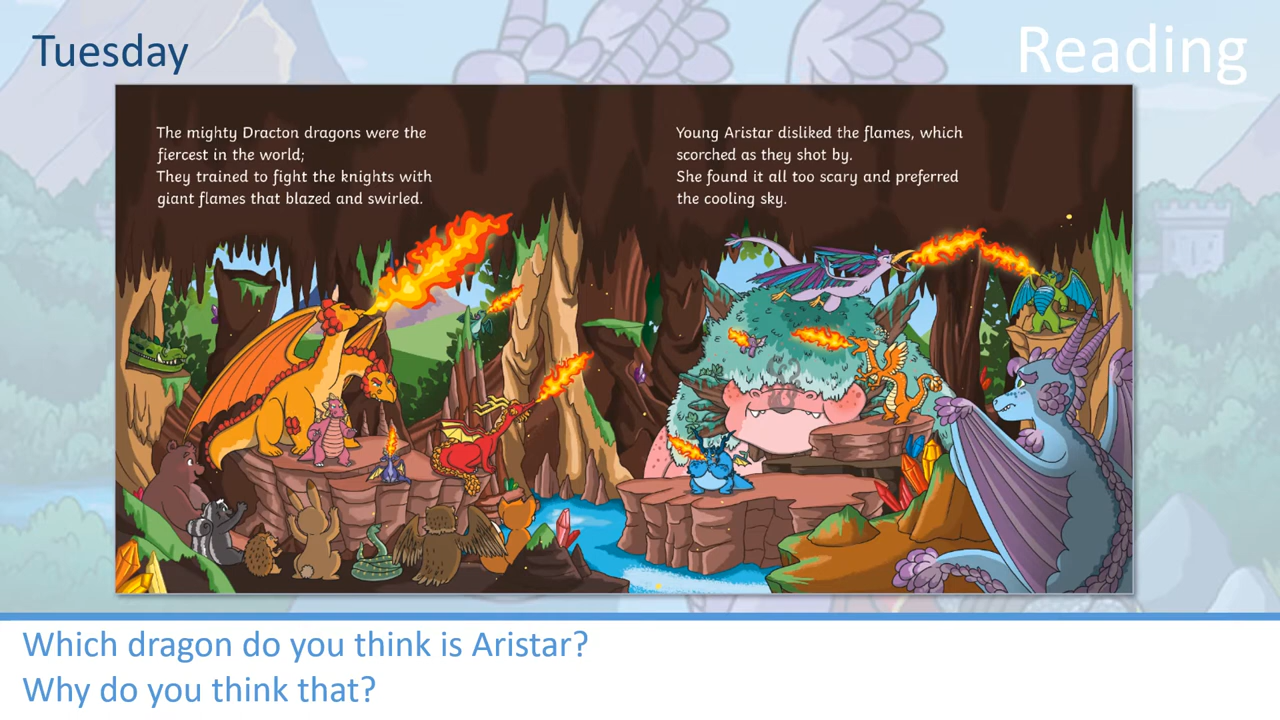 Tuesday
Reading
The mighty Dracton dragons were the
fiercest in the world;
They trained to fight the knights with
giant flames that blazed and swirled.
Young Aristar disliked the flames, which
scorched as they shot by.
She found it all too scary and preferred
the cooling sky.
Which dragon do you think is Aristar?
Why do you think that?